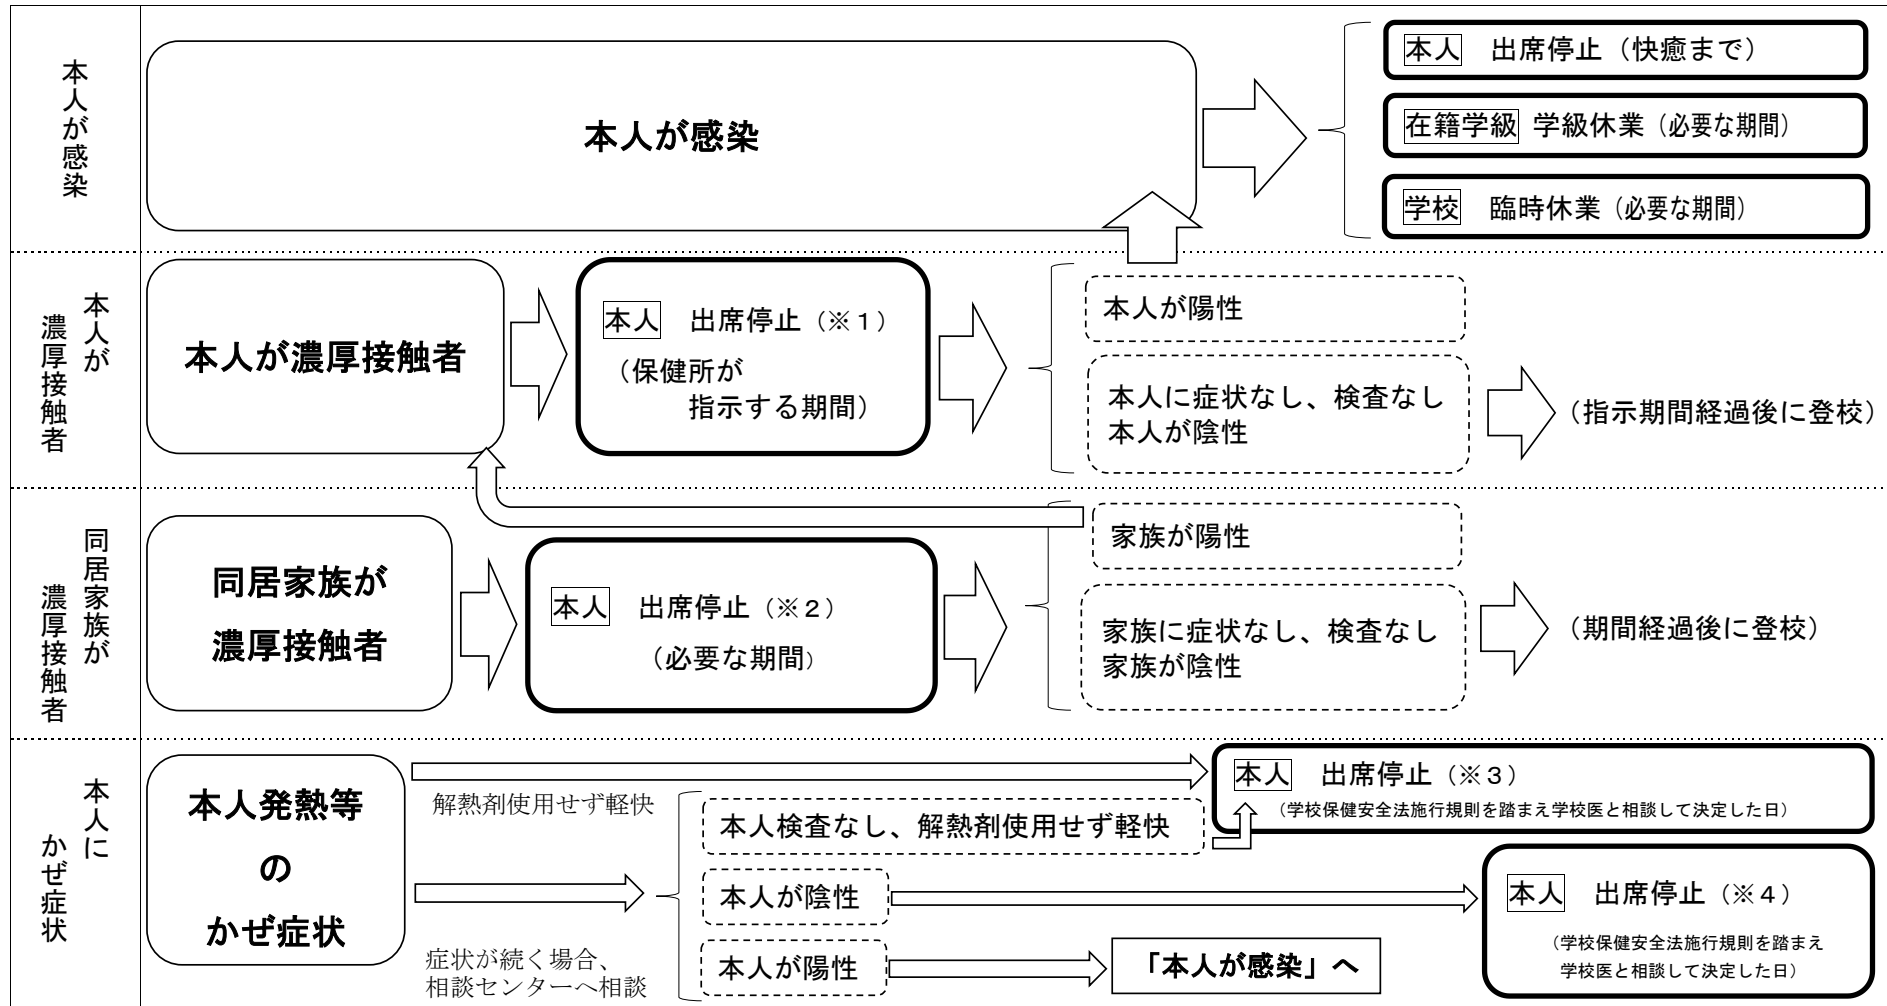 本人が感染
本人が感染
本人　出席停止（快癒まで）
在籍学級　学級休業（必要な期間）
学校　臨時休業（必要な期間）
本人が
濃厚接触者
本人が濃厚接触者
本人　出席停止（※１）
（保健所が
指示する期間）
本人が陽性
本人に症状なし、検査なし
本人が陰性
（指示期間経過後に登校）
同居家族が
濃厚接触者
同居家族が
濃厚接触者
本人　出席停止（※２）
（必要な期間）
家族が陽性
家族に症状なし、検査なし
家族が陰性
（期間経過後に登校）
本人に
かぜ症状
本人発熱等
の
かぜ症状
解熱剤使用せず軽快
本人　出席停止（※３）
（学校保健安全法施行規則を踏まえ学校医と相談して決定した日）
症状が続く場合、
相談センターへ相談
本人検査なし、解熱剤使用せず軽快
本人が陰性
本人　出席停止（※４）
（学校保健安全法施行規則を踏まえ
学校医と相談して決定した日）
本人が陽性
「本人が感染」へ